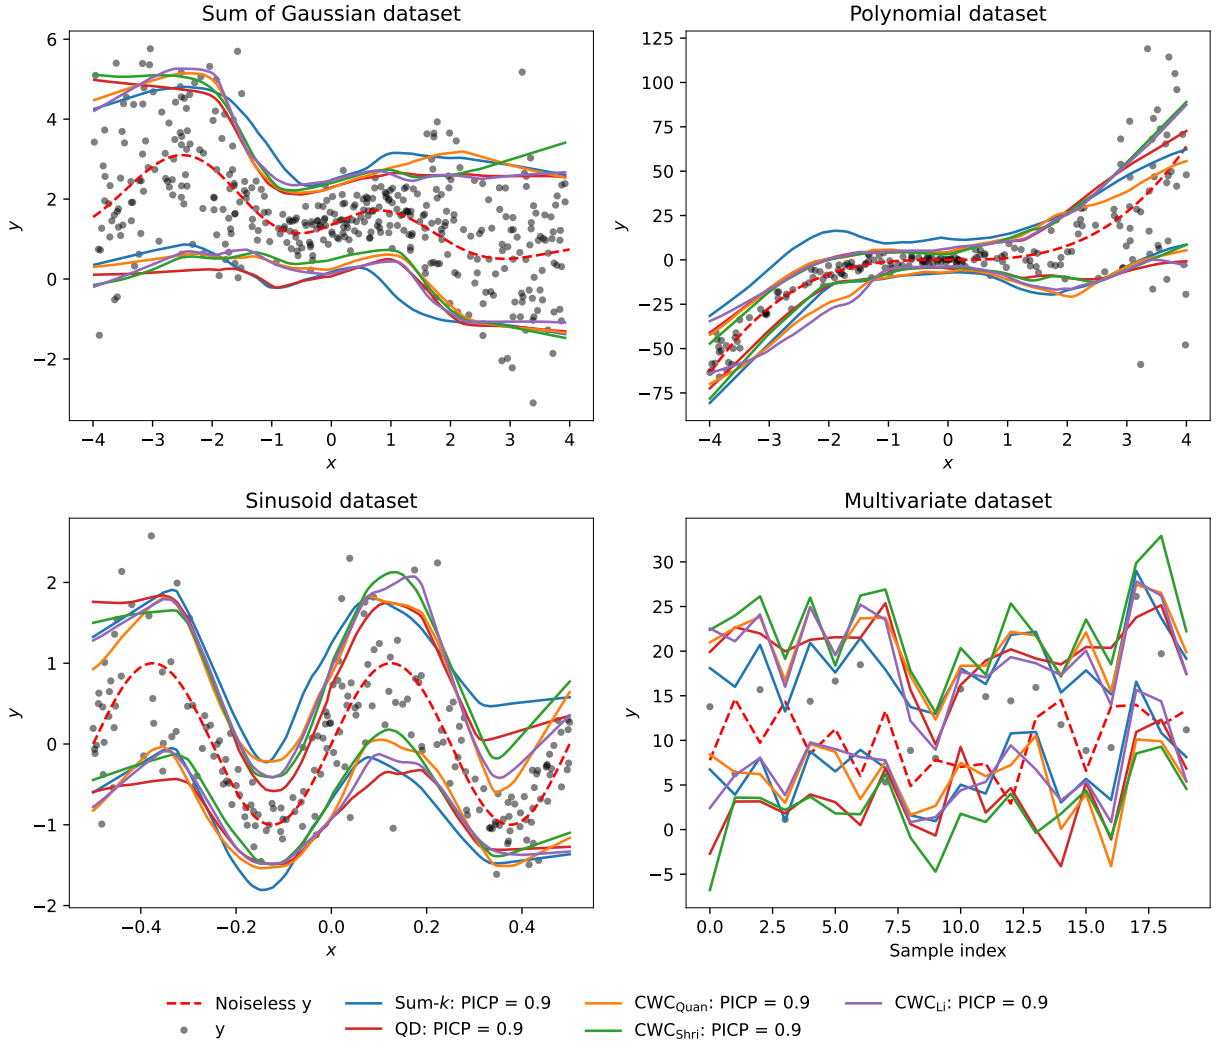 Sum of Gaussian dataset
6
4
2
0
−2
y
−4 −3 −2 −1 0 1 2 3 4
x
Polynomial dataset
125
100
75
50
25
0
−25
−50
−75
y
−4 −3 −2 −1 0 1 2 3 4
x
Sinusoid dataset
2
1
0
−1
−2
y
−0.4 −0.2 0.0 0.2 0.4
x
Multivariate dataset
30
25
20
15
10
5
0
−5
y
0.0 2.5 5.0 7.5 10.0 12.5 15.0 17.5
Sample index
Noiseless y
y
Sum-k: PICP = 0.9
QD: PICP = 0.9
CWC_Quan: PICP = 0.9
CWC_Shri: PICP = 0.9
CWC_Li: PICP = 0.9